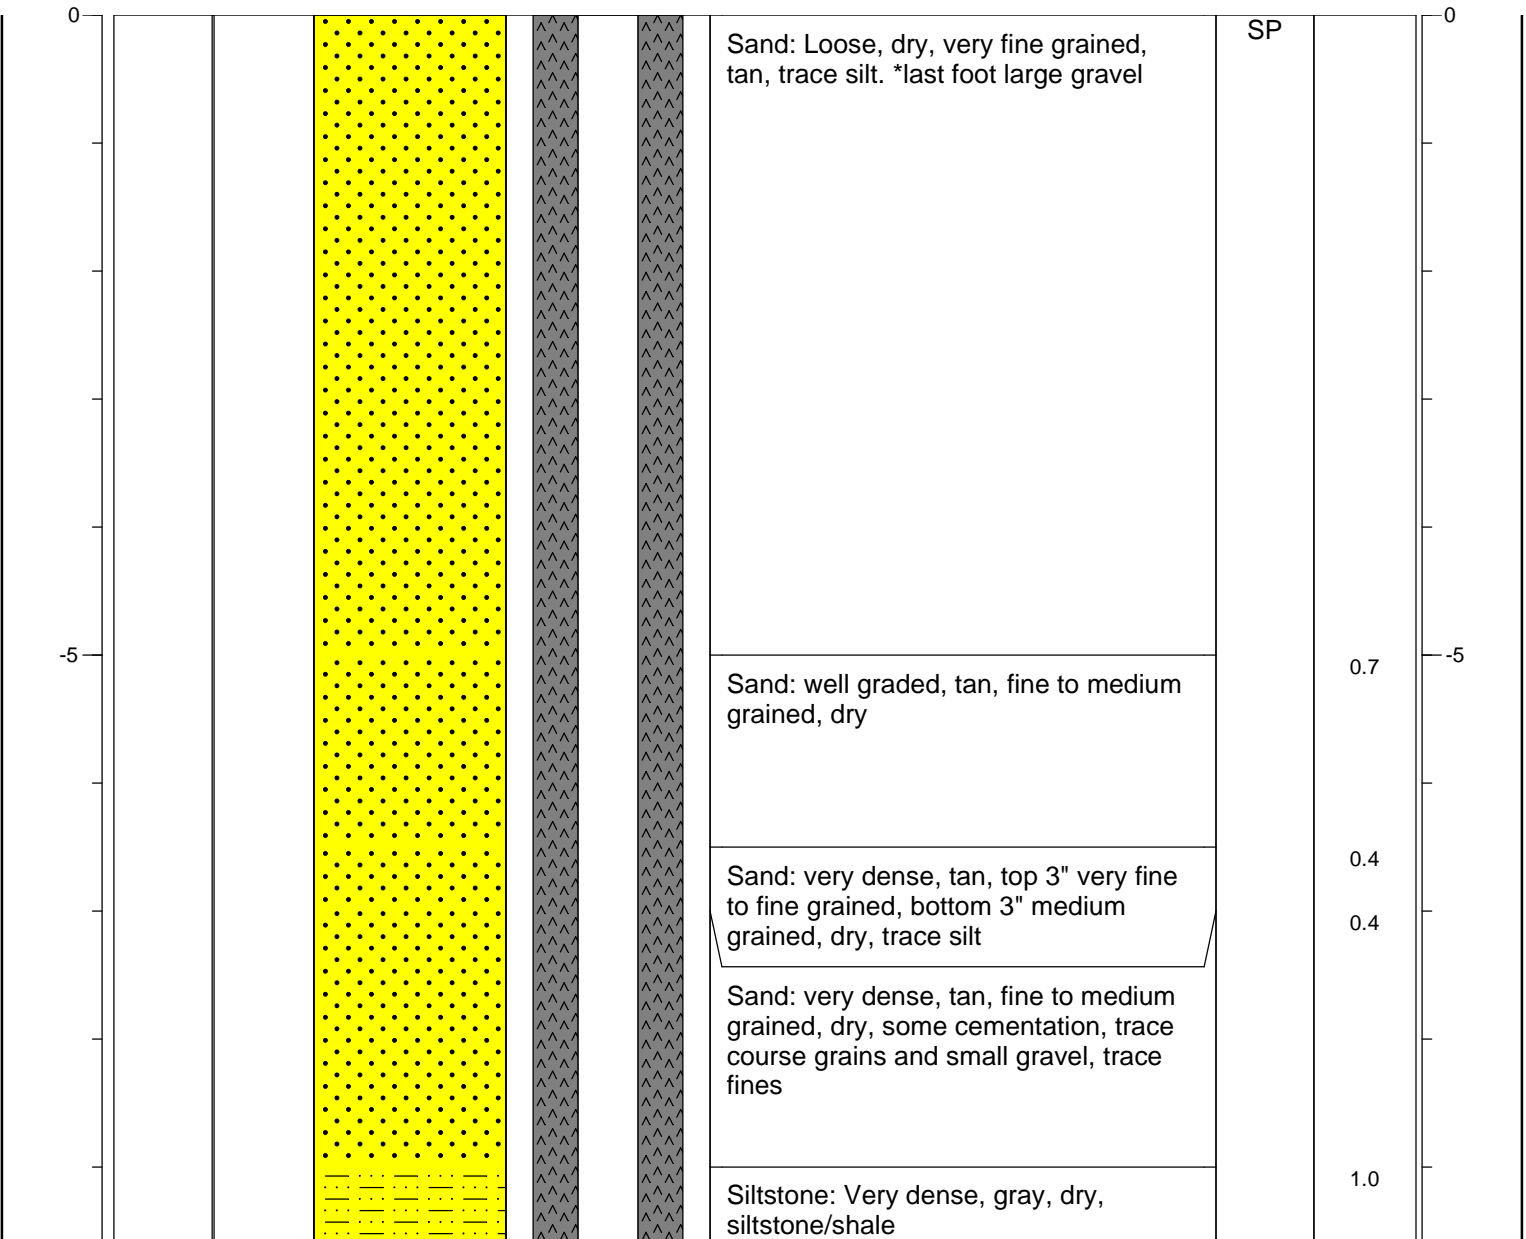 0
0
SP
Sand: Loose, dry, very fine grained,
tan, trace silt. *last foot large gravel
-5
-5
0.7
Sand: well graded, tan, fine to medium
grained, dry
0.4
Sand: very dense, tan, top 3" very fine
to fine grained, bottom 3" medium
grained, dry, trace silt
0.4
Sand: very dense, tan, fine to medium
grained, dry, some cementation, trace
course grains and small gravel, trace
fines
1.0
Siltstone: Very dense, gray, dry,
siltstone/shale